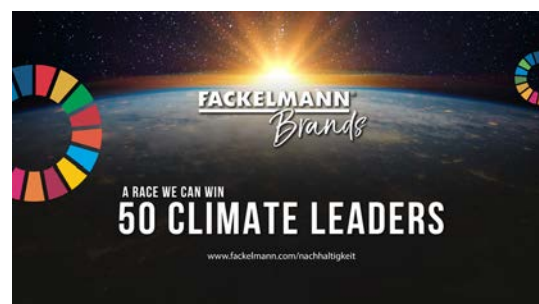 FACKELMANN®
Brands
A RACE WE CAN WIN
50 CLIMATE LEADERS
www.fackelmann.com/nachhaltigkeit